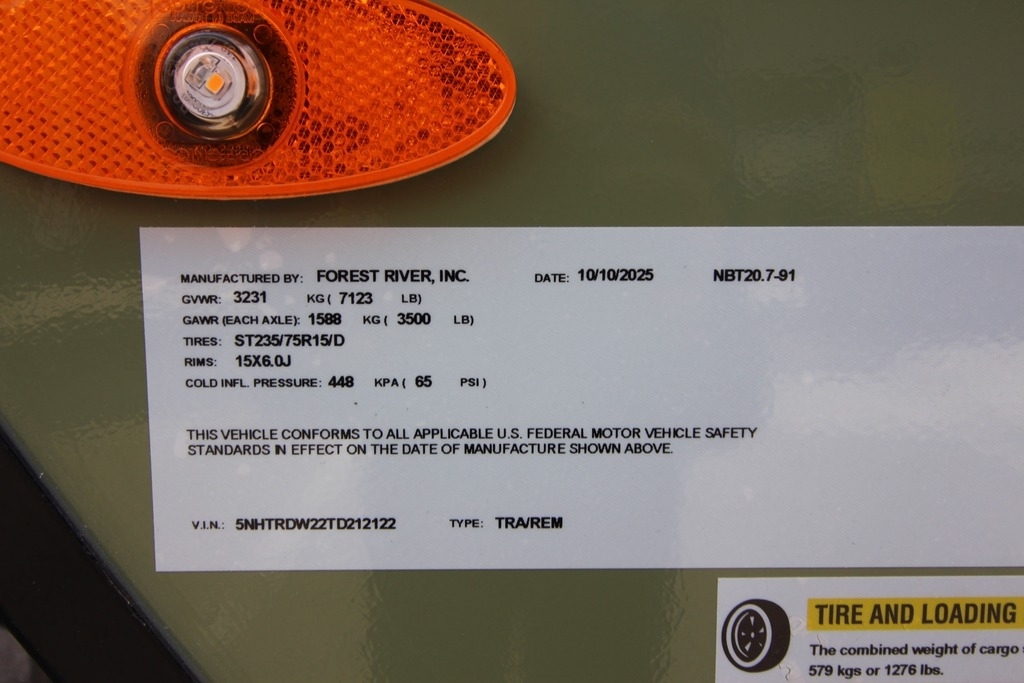 MANUFACTURED BY: FOREST RIVER, INC. DATE: 10/10/2025 NBT20.7-91
GVWR: 3231 KG ( 7123 LB)
GAWR (EACH AXLE): 1588 KG ( 3500 LB)
TIRES: ST235/75R15/D
RIMS: 15X6.0J
COLD INFL. PRESSURE: 448 KPA ( 65 PSI )
THIS VEHICLE CONFORMS TO ALL APPLICABLE U.S. FEDERAL MOTOR VEHICLE SAFETY
STANDARDS IN EFFECT ON THE DATE OF MANUFACTURE SHOWN ABOVE.
V.I.N.: 5NHTRDW22TD212122 TYPE: TRA/REM
TIRE AND LOADING
The combined weight of cargo
579 kgs or 1276 lbs.